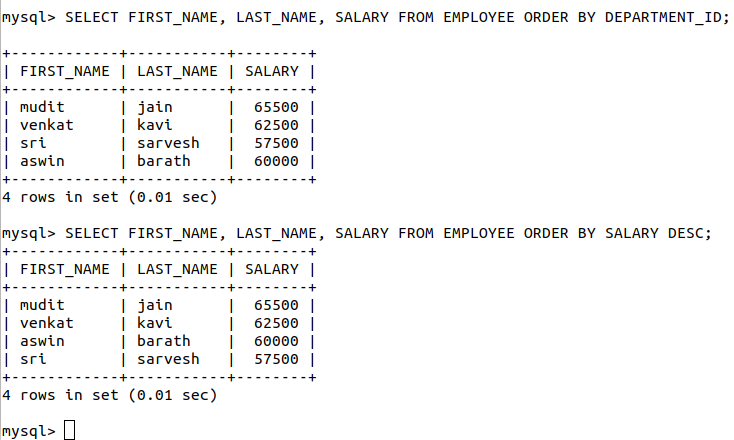 mysql> SELECT FIRST_NAME, LAST_NAME, SALARY FROM EMPLOYEE ORDER BY DEPARTMENT_ID;
+------------+-----------+--------+
| FIRST_NAME | LAST_NAME | SALARY |
+------------+-----------+--------+
| mudit      | jain      |  65500 |
| venkat     | kavi      |  62500 |
| sri        | sarvesh   |  57500 |
| aswin      | barath    |  60000 |
+------------+-----------+--------+
4 rows in set (0.01 sec)
mysql> SELECT FIRST_NAME, LAST_NAME, SALARY FROM EMPLOYEE ORDER BY SALARY DESC;
+------------+-----------+--------+
| FIRST_NAME | LAST_NAME | SALARY |
+------------+-----------+--------+
| mudit      | jain      |  65500 |
| venkat     | kavi      |  62500 |
| aswin      | barath    |  60000 |
| sri        | sarvesh   |  57500 |
+------------+-----------+--------+
4 rows in set (0.01 sec)
mysql>